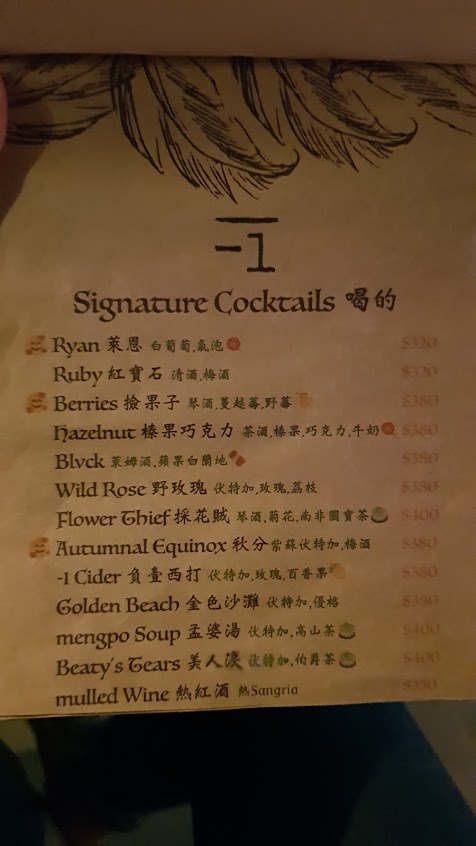 -1
Signature Cocktails 喝的
Ryan 萊恩 白葡萄,氣泡 $320
Ruby 紅寶石 清酒,梅酒 $320
Berries 撿果子 琴酒,蔓越莓,野莓 $380
Hazelnut 榛果巧克力 茶酒,榛果,巧克力,牛奶 $380
Blvck 萊姆酒,蘋果白蘭地 $380
Wild Rose 野玫瑰 伏特加,玫瑰,荔枝 $380
Flower Thief 採花賊 琴酒,菊花,南非國寶茶 $400
Autumnal Equinox 秋分 紫蘇伏特加,梅酒 $380
-1 Cider 負壹西打 伏特加,玫瑰,百香果 $380
Golden Beach 金色沙灘 伏特加,優格 $380
mengpo Soup 孟婆湯 伏特加,高山茶 $400
Beaty's Tears 美人淚 伏特加,伯爵茶 $400
mulled Wine 熱紅酒 熱Sangria $350